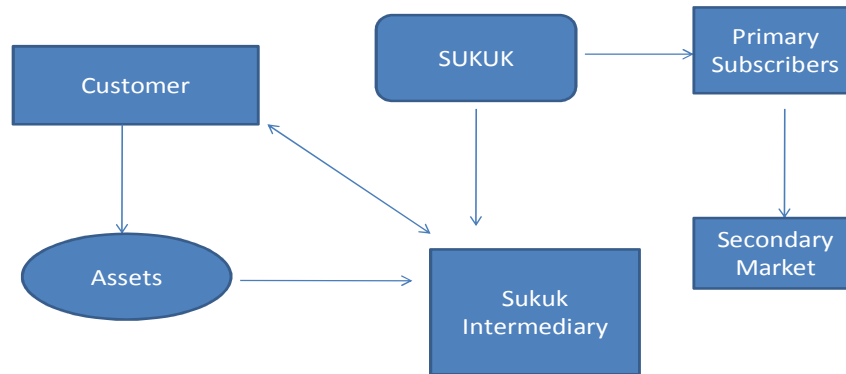 Customer
SUKUK
Primary
Subscribers
Assets
Sukuk
Intermediary
Secondary
Market